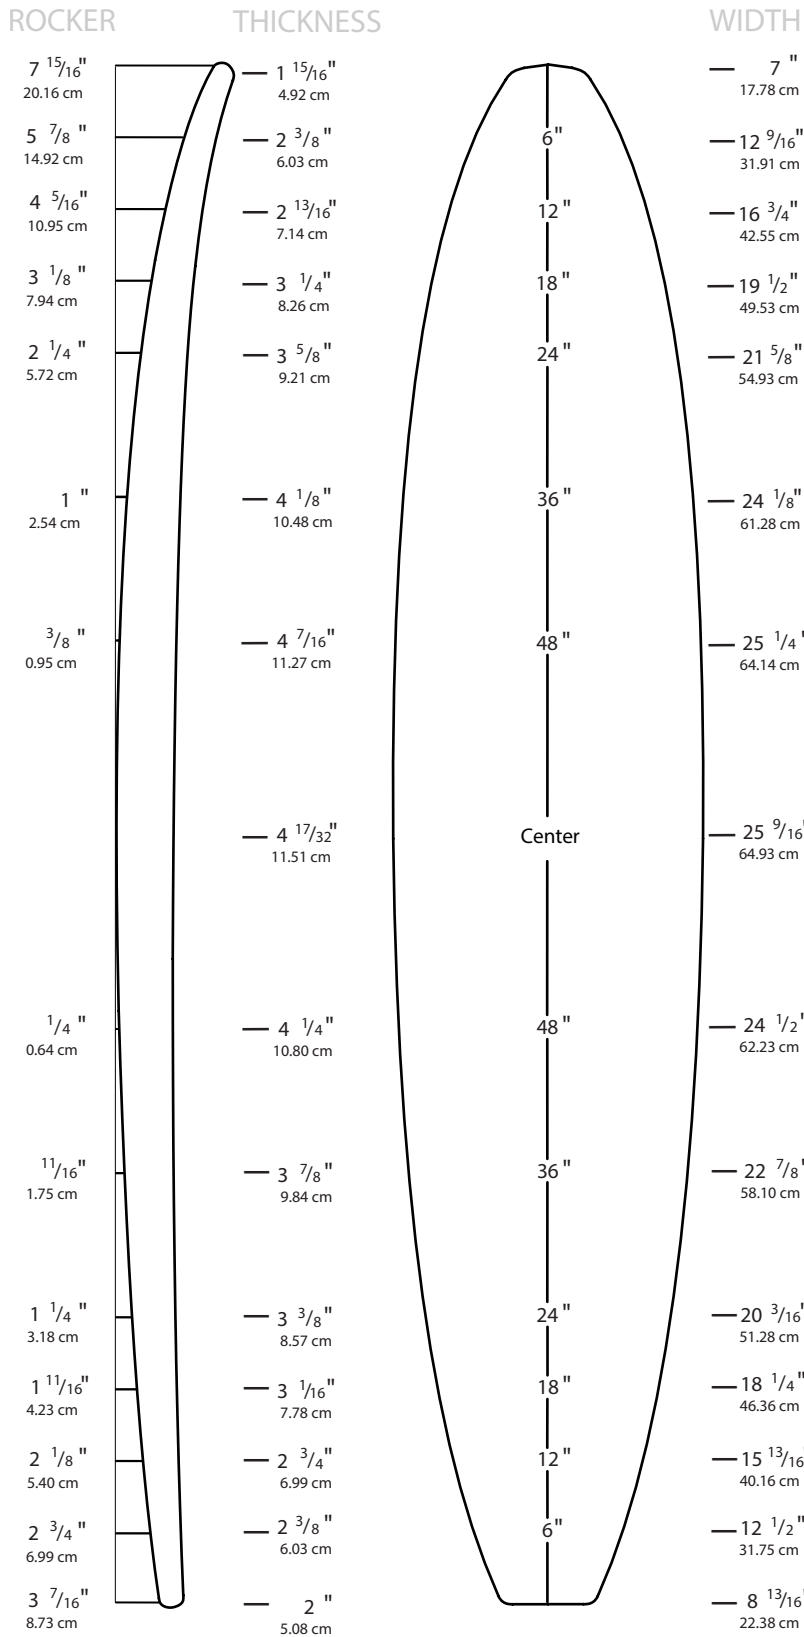 ROCKER THICKNESS WIDTH
7 15/16" 1 15/16" 7 "
20.16 cm 4.92 cm 17.78 cm
5 7/8 " 2 3/8 " 6" 12 9/16"
14.92 cm 6.03 cm 31.91 cm
4 5/16" 2 13/16" 12 " 16 3/4 "
10.95 cm 7.14 cm 42.55 cm
3 1/8 " 3 1/4 " 18 " 19 1/2 "
7.94 cm 8.26 cm 49.53 cm
2 1/4 " 3 5/8 " 24 " 21 5/8 "
5.72 cm 9.21 cm 54.93 cm
1 " 4 1/8 " 36 " 24 1/8 "
2.54 cm 10.48 cm 61.28 cm
3/8 " 4 7/16" 48 " 25 1/4 "
0.95 cm 11.27 cm 64.14 cm
4 17/32" Center 25 9/16"
11.51 cm 64.93 cm
1/4 " 4 1/4 " 48 " 24 1/2 "
0.64 cm 10.80 cm 62.23 cm
11/16" 3 7/8 " 36 " 22 7/8 "
1.75 cm 9.84 cm 58.10 cm
1 1/4 " 3 3/8 " 24 " 20 3/16"
3.18 cm 8.57 cm 51.28 cm
1 11/16" 3 1/16" 18 " 18 1/4 "
4.23 cm 7.78 cm 46.36 cm
2 1/8 " 2 3/4 " 12 " 15 13/16"
5.40 cm 6.99 cm 40.16 cm
2 3/4 " 2 3/8 " 6" 12 1/2 "
6.99 cm 6.03 cm 31.75 cm
3 7/16" 2 " 8 13/16"
8.73 cm 5.08 cm 22.38 cm